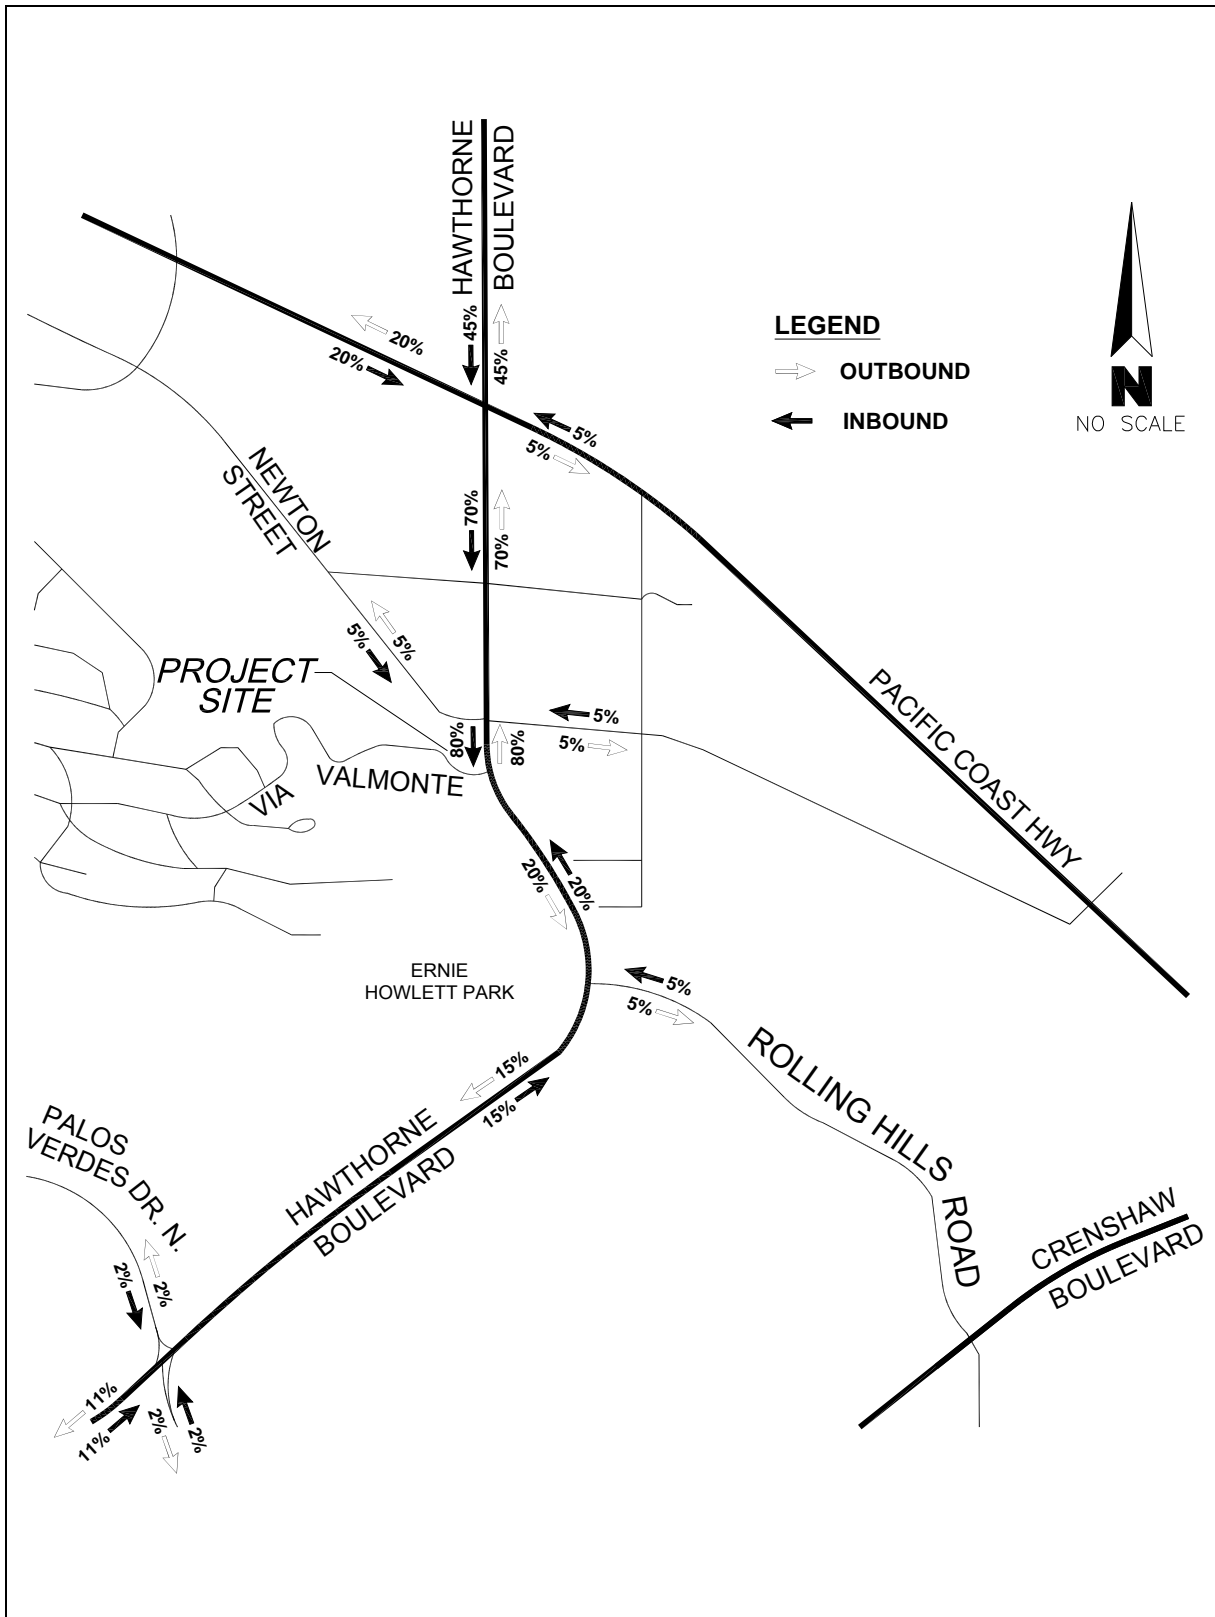 HAWTHORNE
BOULEVARD
45%
45%
20%
20%
LEGEND
OUTBOUND
INBOUND
N
NO SCALE
5%
5%
NEWTON
STREET
70%
70%
5%
5%
PROJECT
SITE
5%
5%
80%
80%
VIA
VALMONTE
PACIFIC COAST HWY
20%
20%
ERNIE
HOWLETT PARK
5%
5%
15%
15%
ROLLING HILLS
ROAD
PALOS
VERDES DR. N.
HAWTHORNE
BOULEVARD
CRENSHAW
BOULEVARD
2%
2%
11%
11%
2%
2%